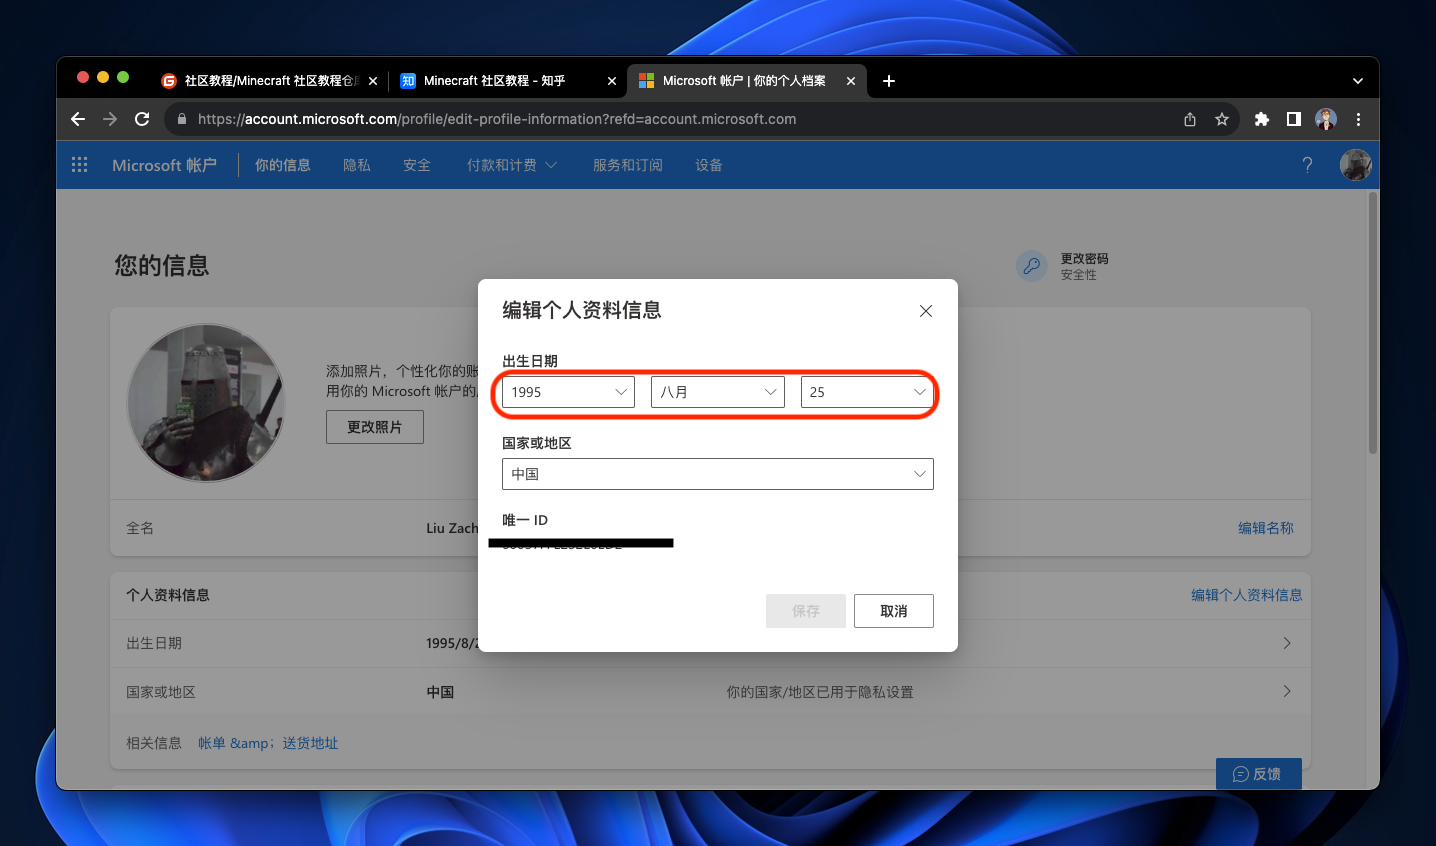 社区教程/Minecraft 社区教程仓
Minecraft 社区教程 - 知乎
Microsoft 帐户 | 你的个人档案
https://account.microsoft.com/profile/edit-profile-information?refd=account.microsoft.com
Microsoft 帐户
你的信息
隐私
安全
付款和计费
服务和订阅
设备
?
您的信息
更改密码
安全性
添加照片，个性化你的账
用你的 Microsoft 帐户的
更改照片
全名
Liu Zach
编辑名称
个人资料信息
编辑个人资料信息
出生日期
1995/8/2
国家或地区
中国
你的国家/地区已用于隐私设置
相关信息
帐单 &amp; 送货地址
反馈
编辑个人资料信息
出生日期
1995
八月
25
国家或地区
中国
唯一 ID
保存
取消